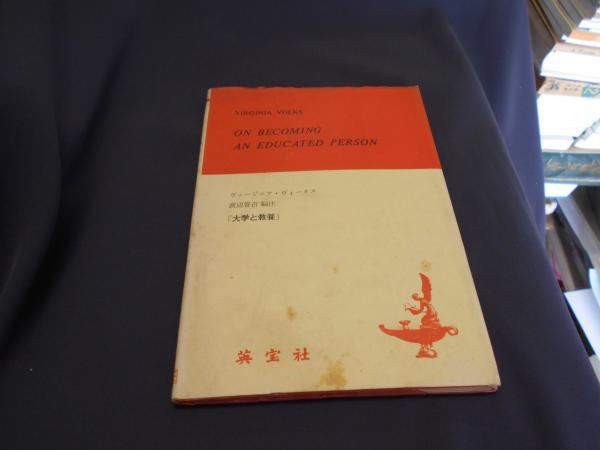 VIRGINIA VOEKS
ON BECOMING
AN EDUCATED PERSON
ヴァージニア・ヴォークス
渡辺晋吉 編注
「大学と教養」
英宝社